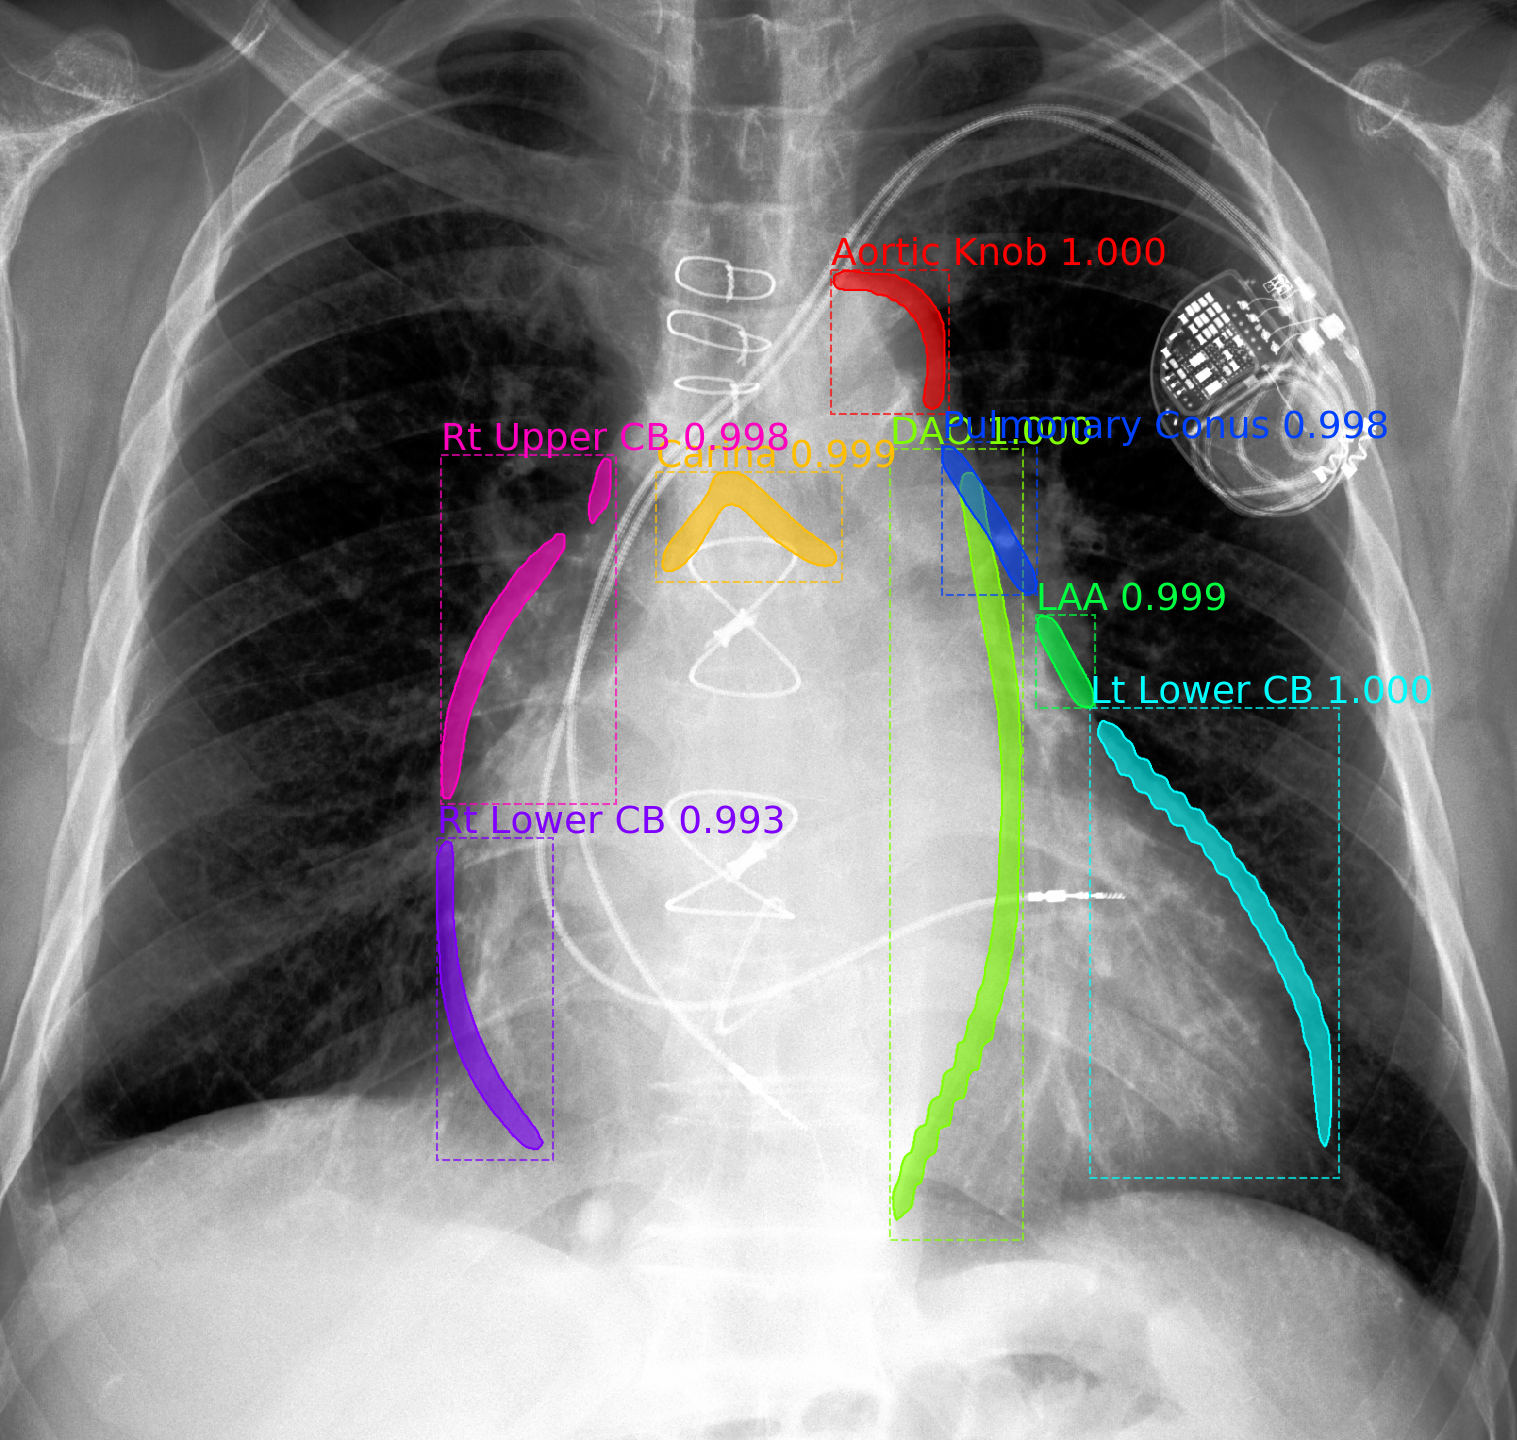 Aortic Knob 1.000
Pulmonary Conus 0.998
DAO 1.000
Rt Upper CB 0.998
Carina 0.999
LAA 0.999
Lt Lower CB 1.000
Rt Lower CB 0.993